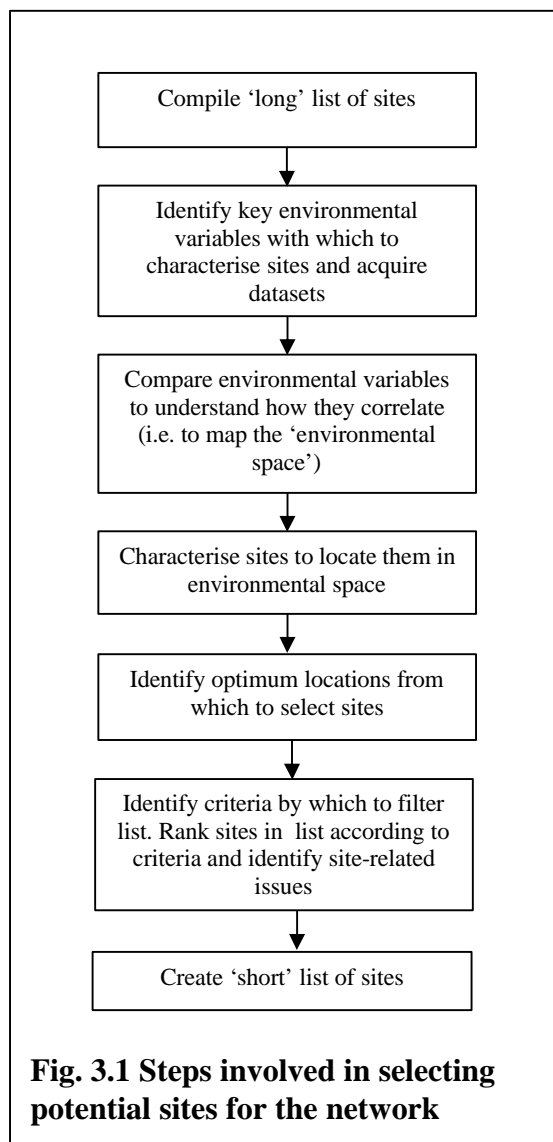 Compile ‘long’ list of sites
Identify key environmental
variables with which to
characterise sites and acquire
datasets
Compare environmental variables
to understand how they correlate
(i.e. to map the ‘environmental
space’)
Characterise sites to locate them in
environmental space
Identify optimum locations from
which to select sites
Identify criteria by which to filter
list. Rank sites in  list according to
criteria and identify site-related
issues
Create ‘short’ list of sites
Fig. 3.1 Steps involved in selecting
potential sites for the network